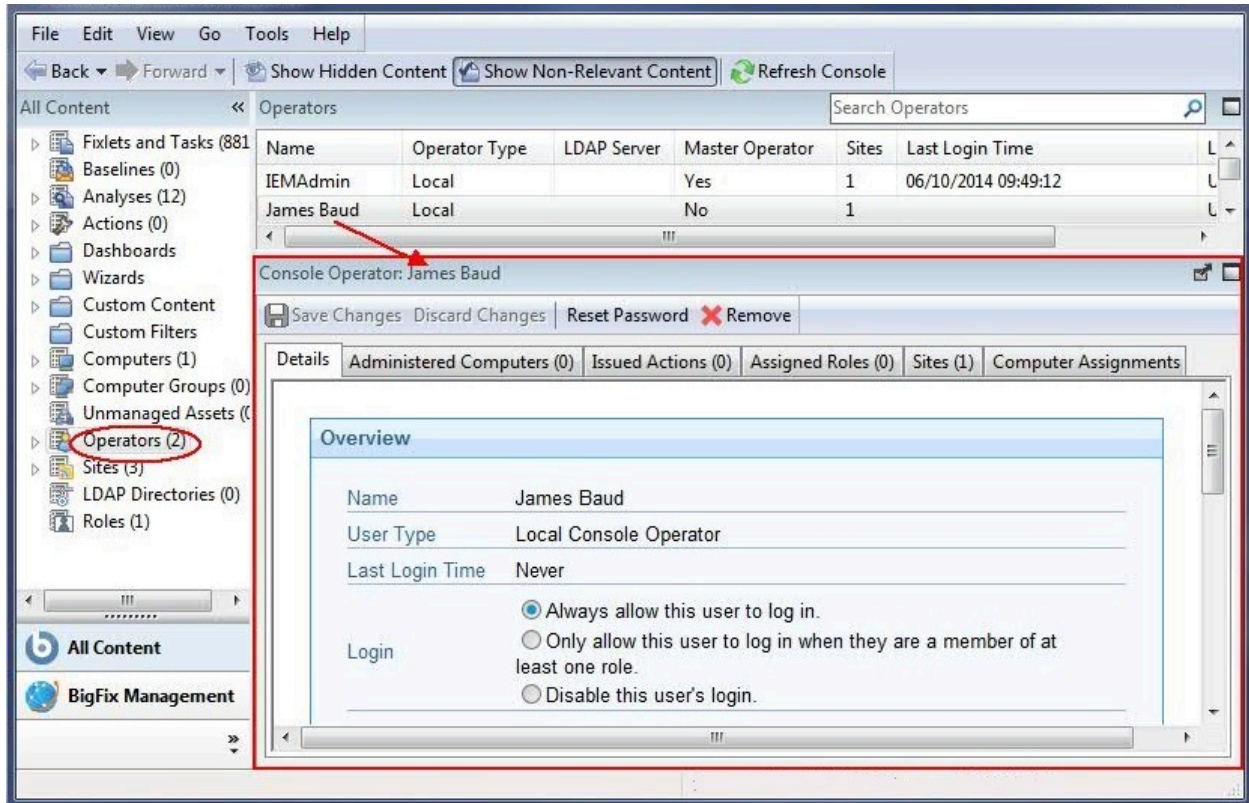 File Edit View Go Tools Help
Back Forward Show Hidden Content Show Non-Relevant Content Refresh Console
All Content « Operators Search Operators
Fixlets and Tasks (881
Baselines (0)
Analyses (12)
Actions (0)
Dashboards
Wizards
Custom Content
Custom Filters
Computers (1)
Computer Groups (0)
Unmanaged Assets (0
Operators (2)
Sites (3)
LDAP Directories (0)
Roles (1)
All Content
BigFix Management
»
Name Operator Type LDAP Server Master Operator Sites Last Login Time L
IEMAdmin Local Yes 1 06/10/2014 09:49:12 U
James Baud Local No 1 U
Console Operator: James Baud
Save Changes Discard Changes Reset Password Remove
Details Administered Computers (0) Issued Actions (0) Assigned Roles (0) Sites (1) Computer Assignments
Overview
Name James Baud
User Type Local Console Operator
Last Login Time Never
Login
Always allow this user to log in.
Only allow this user to log in when they are a member of at
least one role.
Disable this user's login.